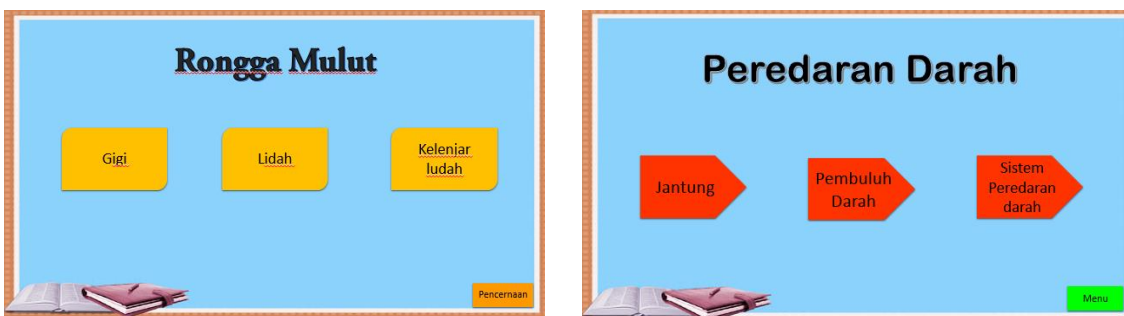 Rongga Mulut
Gigi
Lidah
Kelenjar
ludah
Pencernaan
Peredaran Darah
Jantung
Pembuluh
Darah
Sistem
Peredaran
darah
Menu